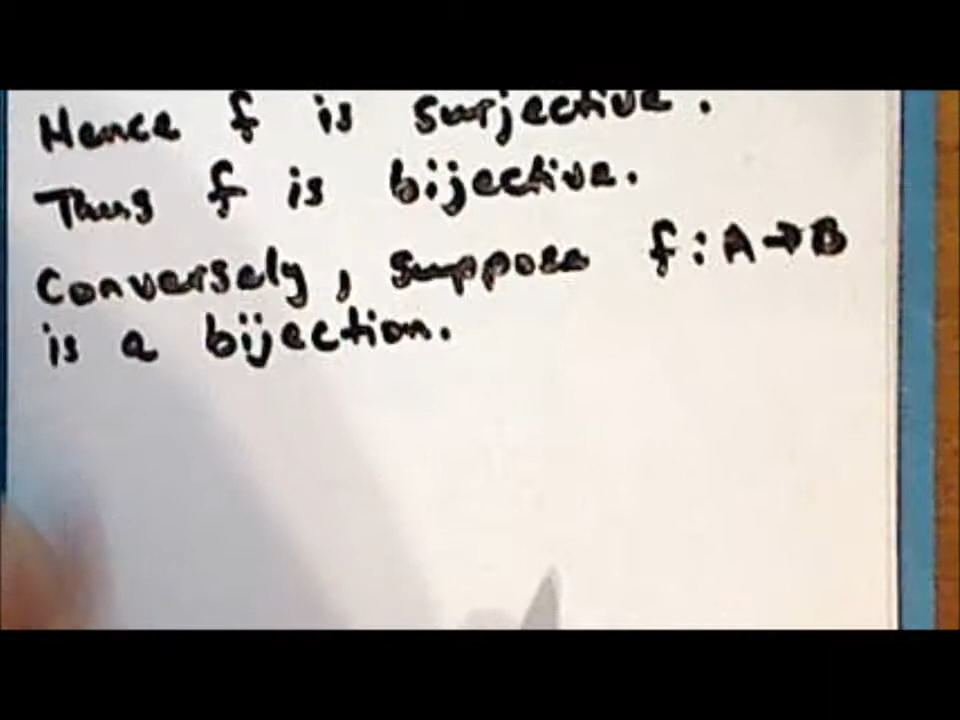 Hence f is surjective.
Thus f is bijective.
Conversely, suppose f: A→B
is a bijection.